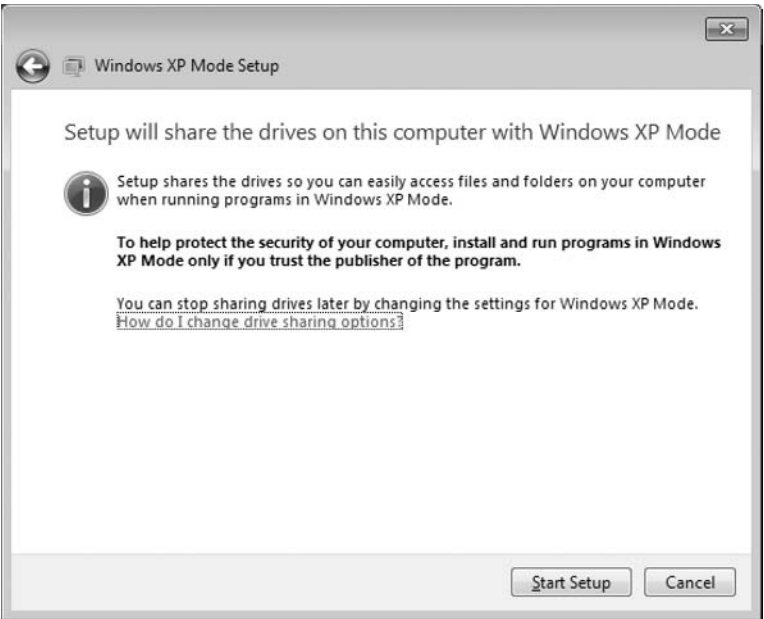 Windows XP Mode Setup
Setup will share the drives on this computer with Windows XP Mode
Setup shares the drives so you can easily access files and folders on your computer
when running programs in Windows XP Mode.
To help protect the security of your computer, install and run programs in Windows
XP Mode only if you trust the publisher of the program.
You can stop sharing drives later by changing the settings for Windows XP Mode.
How do I change drive sharing options?
Start Setup Cancel